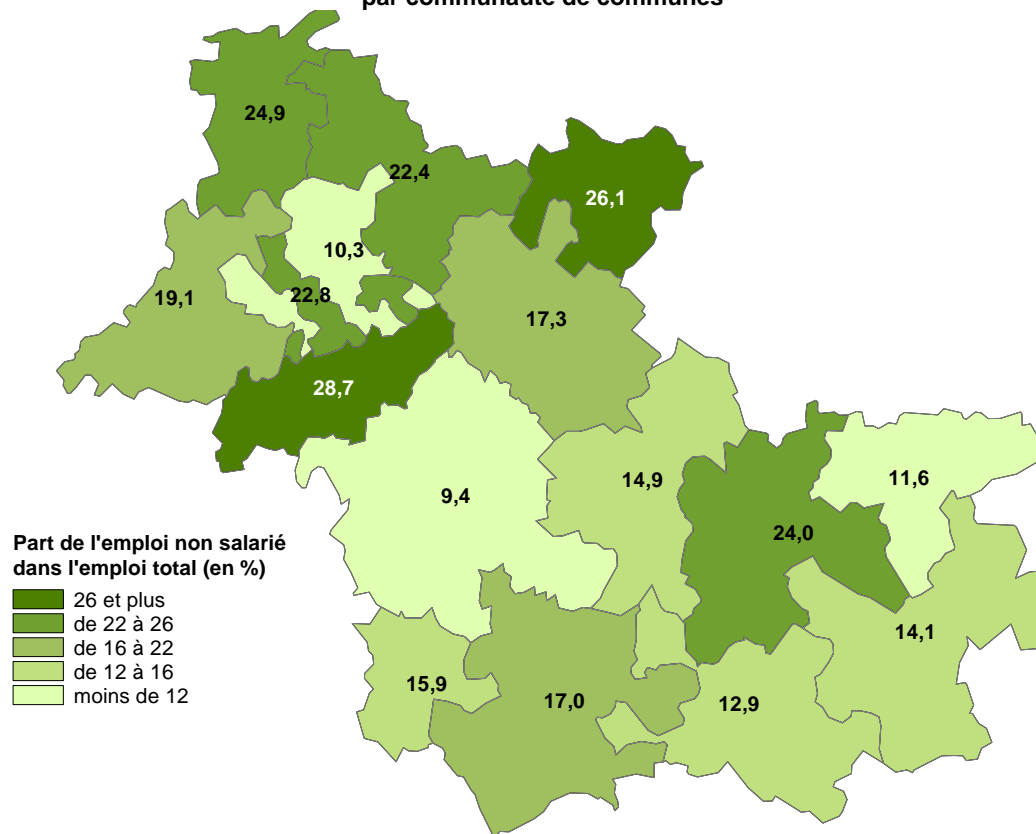 par communauté de communes
24,9
22,4
26,1
10,3
19,1
22,8
17,3
28,7
9,4
14,9
11,6
24,0
14,1
15,9
17,0
12,9
Part de l'emploi non salarié
dans l'emploi total (en %)
26 et plus
de 22 à 26
de 16 à 22
de 12 à 16
moins de 12